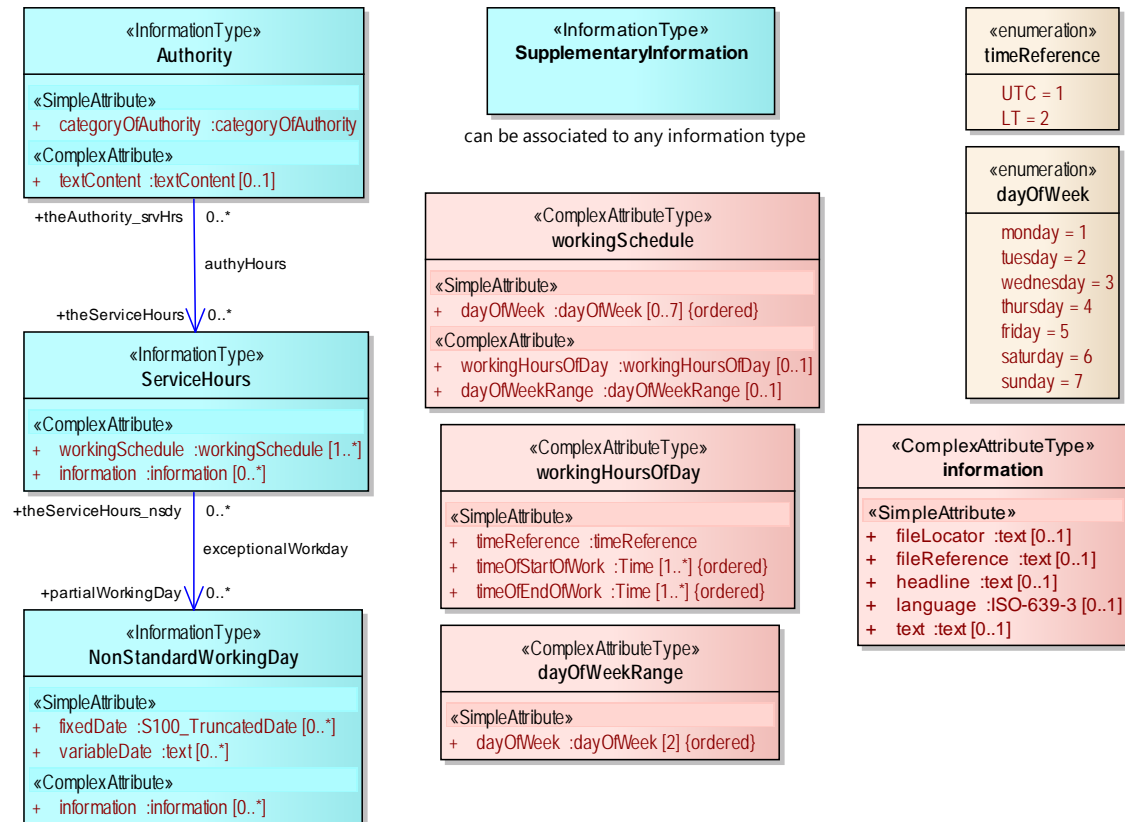 «InformationType»
Authority
«SimpleAttribute»
+ categoryOfAuthority :categoryOfAuthority
«ComplexAttribute»
+ textContent :textContent [0..1]
+theAuthority_srvHrs 0..*
authyHours
+theServiceHours 0..*
«InformationType»
ServiceHours
«ComplexAttribute»
+ workingSchedule :workingSchedule [1..*]
+ information :information [0..*]
+theServiceHours_nsdy 0..*
exceptionalWorkday
+partialWorkingDay 0..*
«InformationType»
NonStandardWorkingDay
«SimpleAttribute»
+ fixedDate :S100_TruncatedDate [0..*]
+ variableDate :text [0..*]
«ComplexAttribute»
+ information :information [0..*]
«InformationType»
SupplementaryInformation
can be associated to any information type
«ComplexAttributeType»
workingSchedule
«SimpleAttribute»
+ dayOfWeek :dayOfWeek [0..7] {ordered}
«ComplexAttribute»
+ workingHoursOfDay :workingHoursOfDay [0..1]
+ dayOfWeekRange :dayOfWeekRange [0..1]
«ComplexAttributeType»
workingHoursOfDay
«SimpleAttribute»
+ timeReference :timeReference
+ timeOfStartOfWork :Time [1..*] {ordered}
+ timeOfEndOfWork :Time [1..*] {ordered}
«ComplexAttributeType»
dayOfWeekRange
«SimpleAttribute»
+ dayOfWeek :dayOfWeek [2] {ordered}
«enumeration»
timeReference
UTC = 1
LT = 2
«enumeration»
dayOfWeek
monday = 1
tuesday = 2
wednesday = 3
thursday = 4
friday = 5
saturday = 6
sunday = 7
«ComplexAttributeType»
information
«SimpleAttribute»
+ fileLocator :text [0..1]
+ fileReference :text [0..1]
+ headline :text [0..1]
+ language :ISO-639-3 [0..1]
+ text :text [0..1]